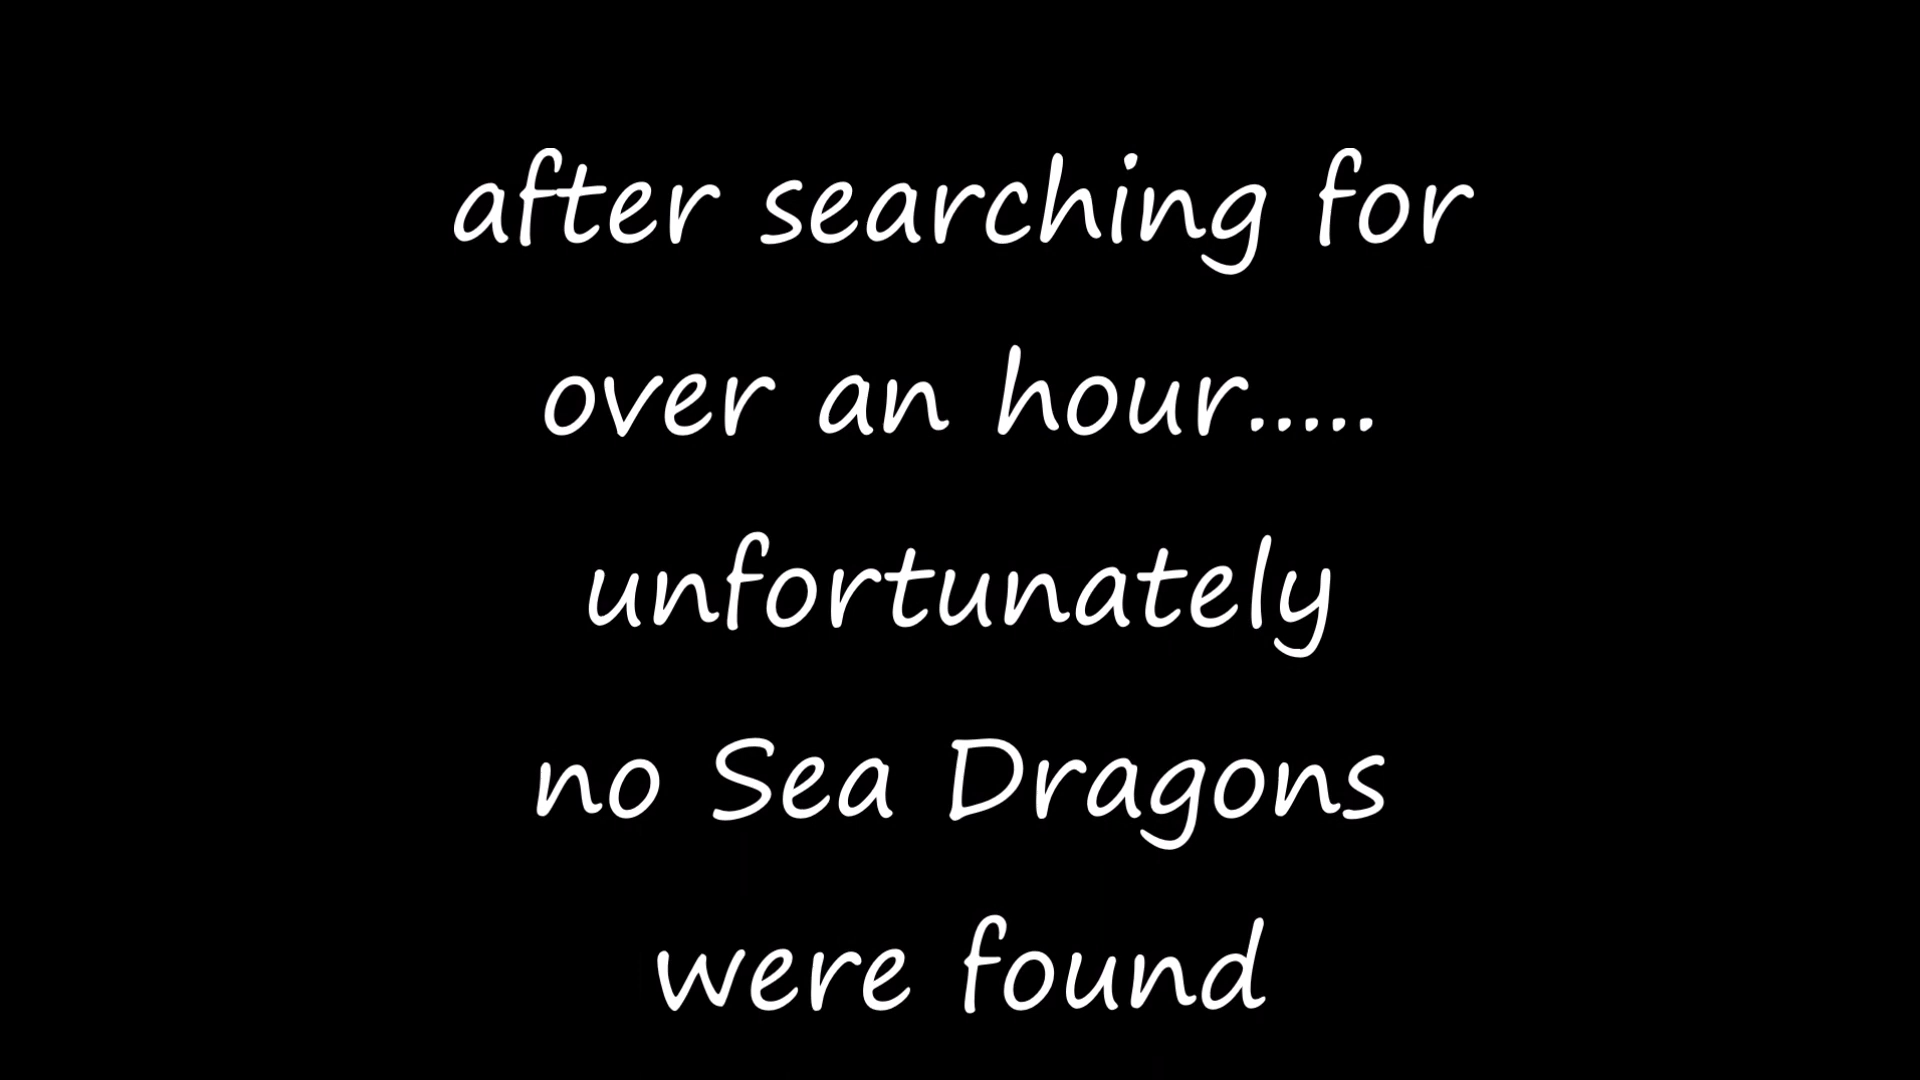 after searching for
over an hour.....
unfortunately
no Sea Dragons
were found